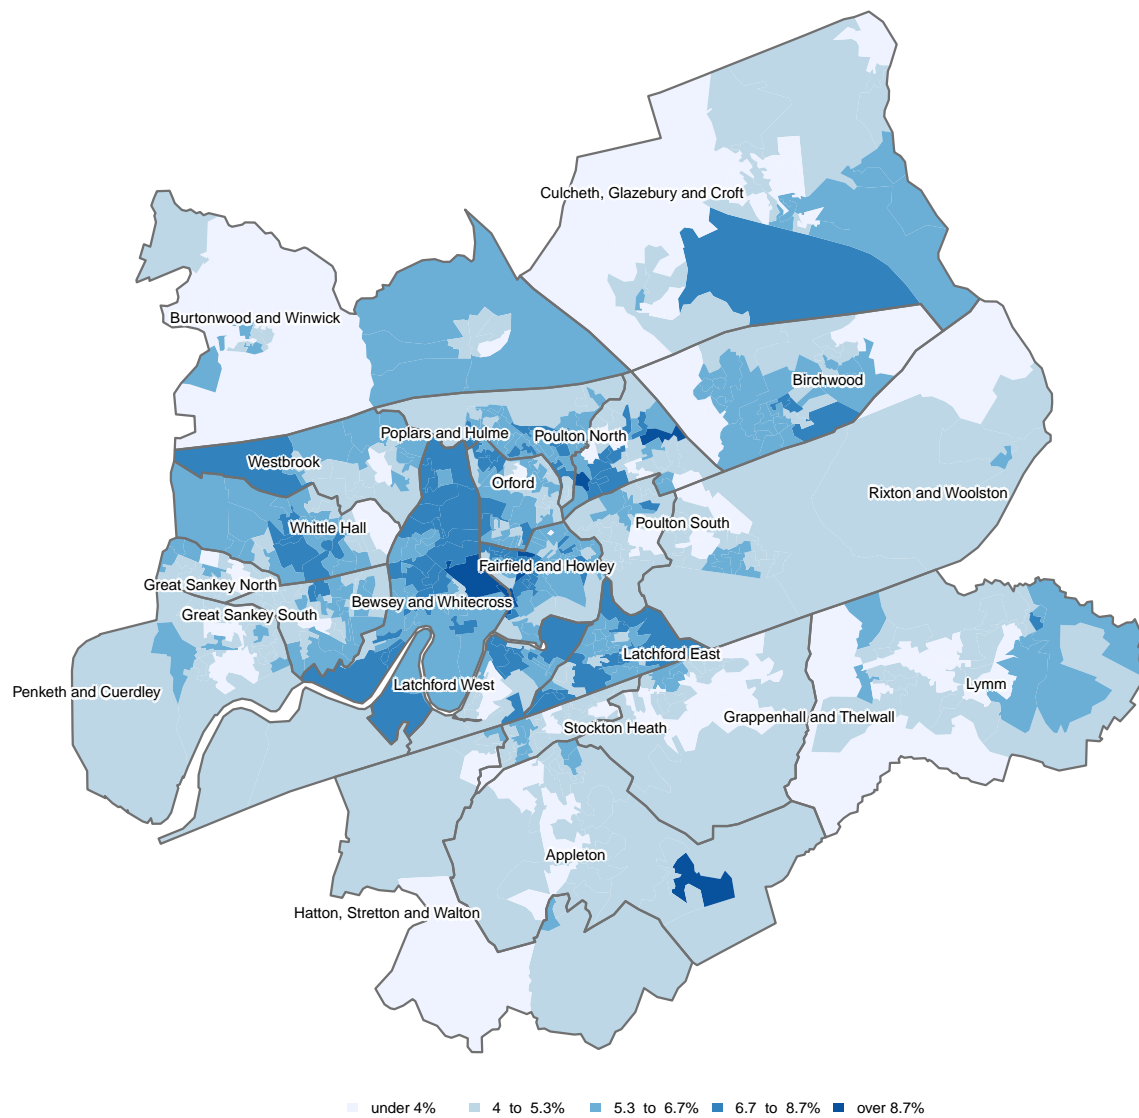 Culcheth, Glazebury and Croft
Burtonwood and Winwick
Birchwood
Poplars and Hulme
Poulton North
Westbrook
Orford
Rixton and Woolston
Whittle Hall
Poulton South
Fairfield and Howley
Great Sankey North
Bewsey and Whitecross
Great Sankey South
Latchford East
Penketh and Cuerdley
Latchford West
Lymm
Grappenhall and Thelwall
Stockton Heath
Appleton
Hatton, Stretton and Walton
under 4% 4 to 5.3% 5.3 to 6.7% 6.7 to 8.7% over 8.7%